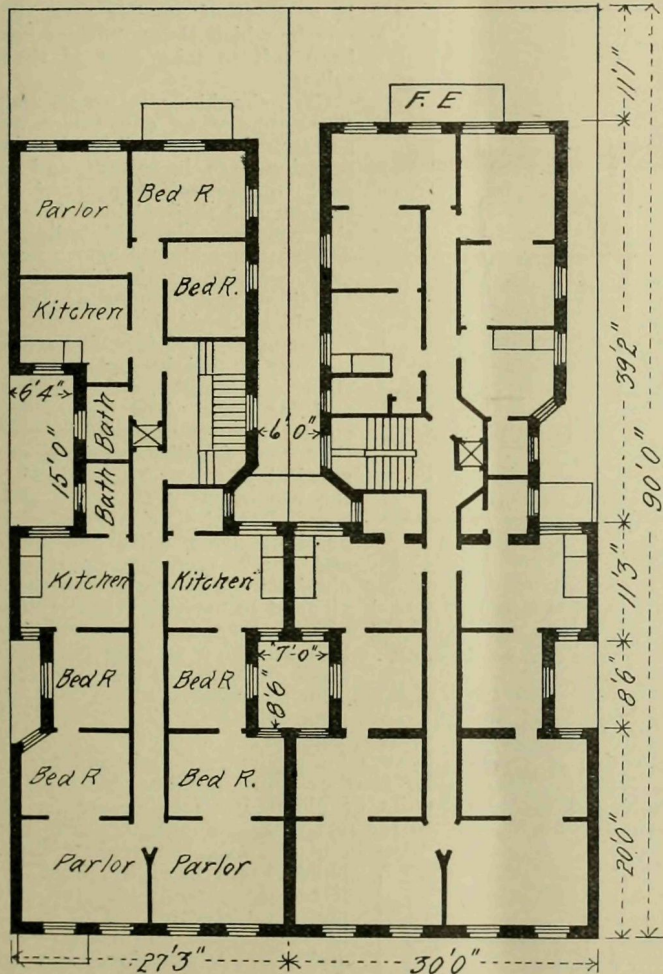 F. E
11'1"
Parlor
Bed R
Bed R.
Kitchen
39'2"
6'4"
Bath
6'0"
15'0"
Bath
90'0"
Kitchen
Kitchen
11'3"
7'0"
Bed R
Bed R
8'6"
8'6"
Bed R
Bed R.
20'0"
Parlor
Parlor
27'3"
30'0"